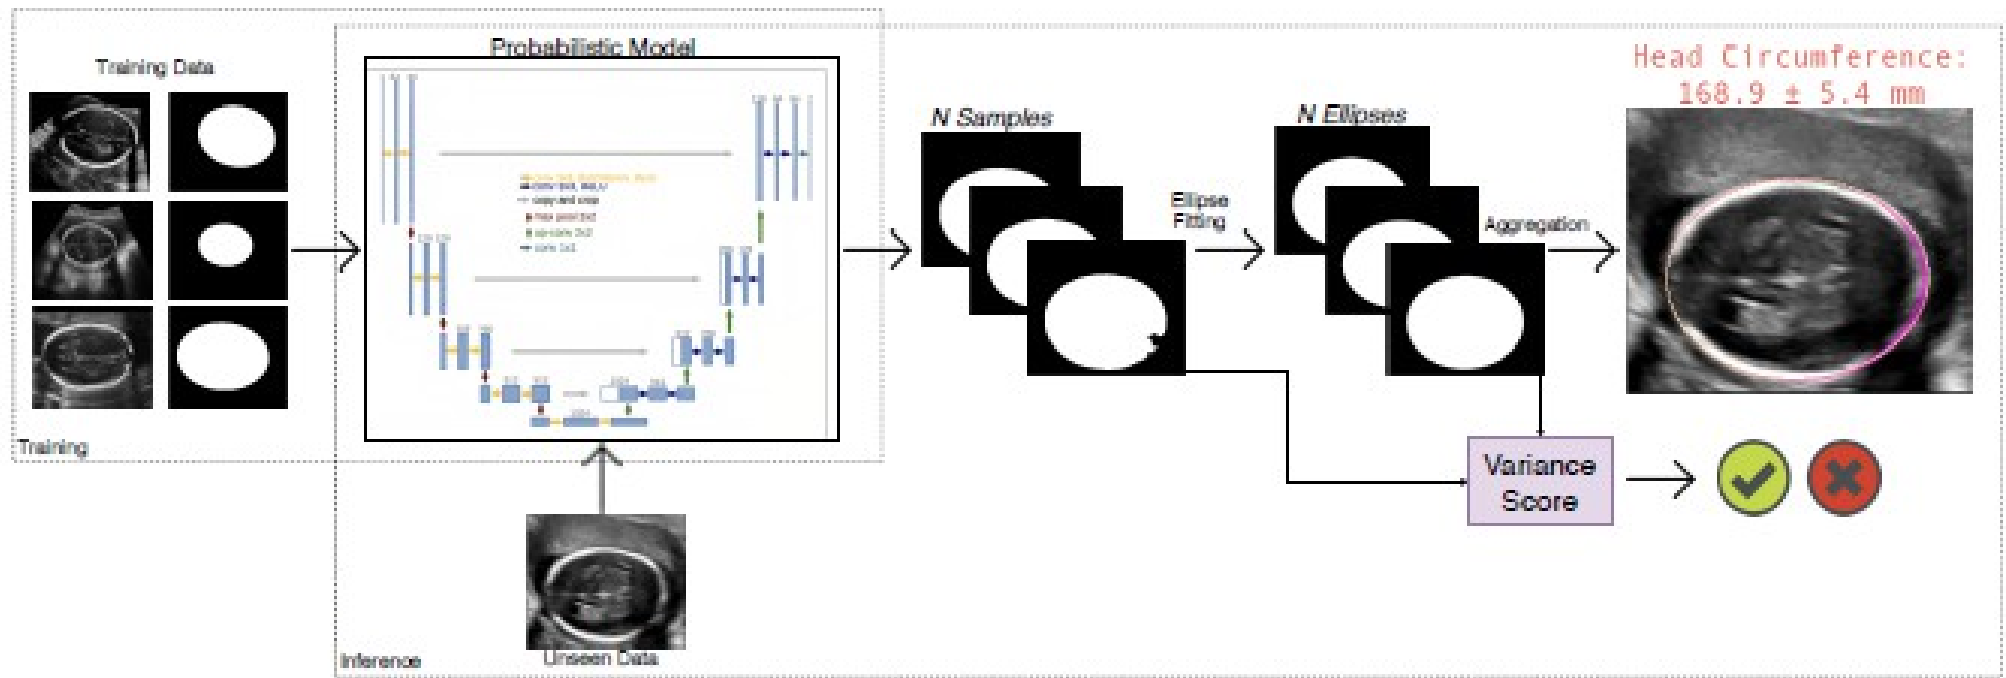 Probabilistic Model
Training Data
Head Circumference:
168.9 ± 5.4 mm
N Samples
N Ellipses
copy and crop
max pool 2x2
up-conv 2x2
conv 1x1
Ellipse
Fitting
Aggregation
Training
Variance
Score
Inference
Unseen Data